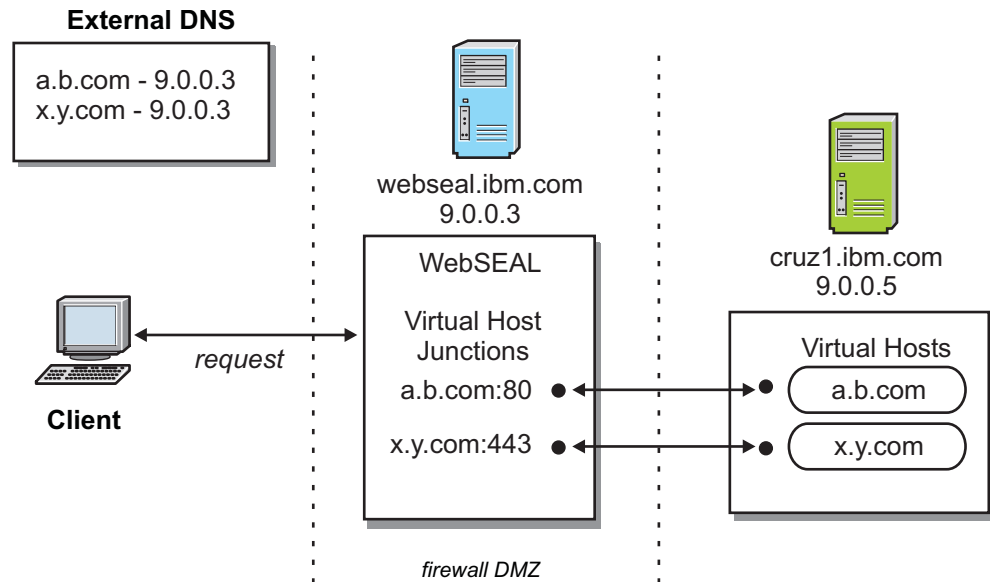 External DNS
a.b.com - 9.0.0.3
x.y.com - 9.0.0.3
webseal.ibm.com
9.0.0.3
WebSEAL
Virtual Host
Junctions
a.b.com:80
x.y.com:443
cruz1.ibm.com
9.0.0.5
Virtual Hosts
a.b.com
x.y.com
request
Client
firewall DMZ